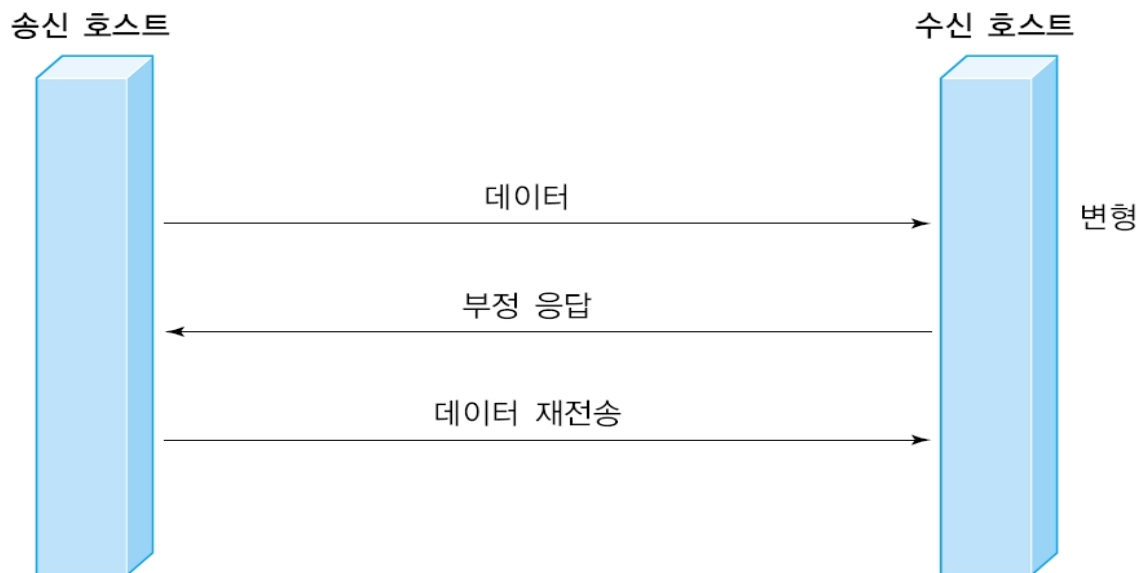 송신 호스트
수신 호스트
데이터
변형
부정 응답
데이터 재전송